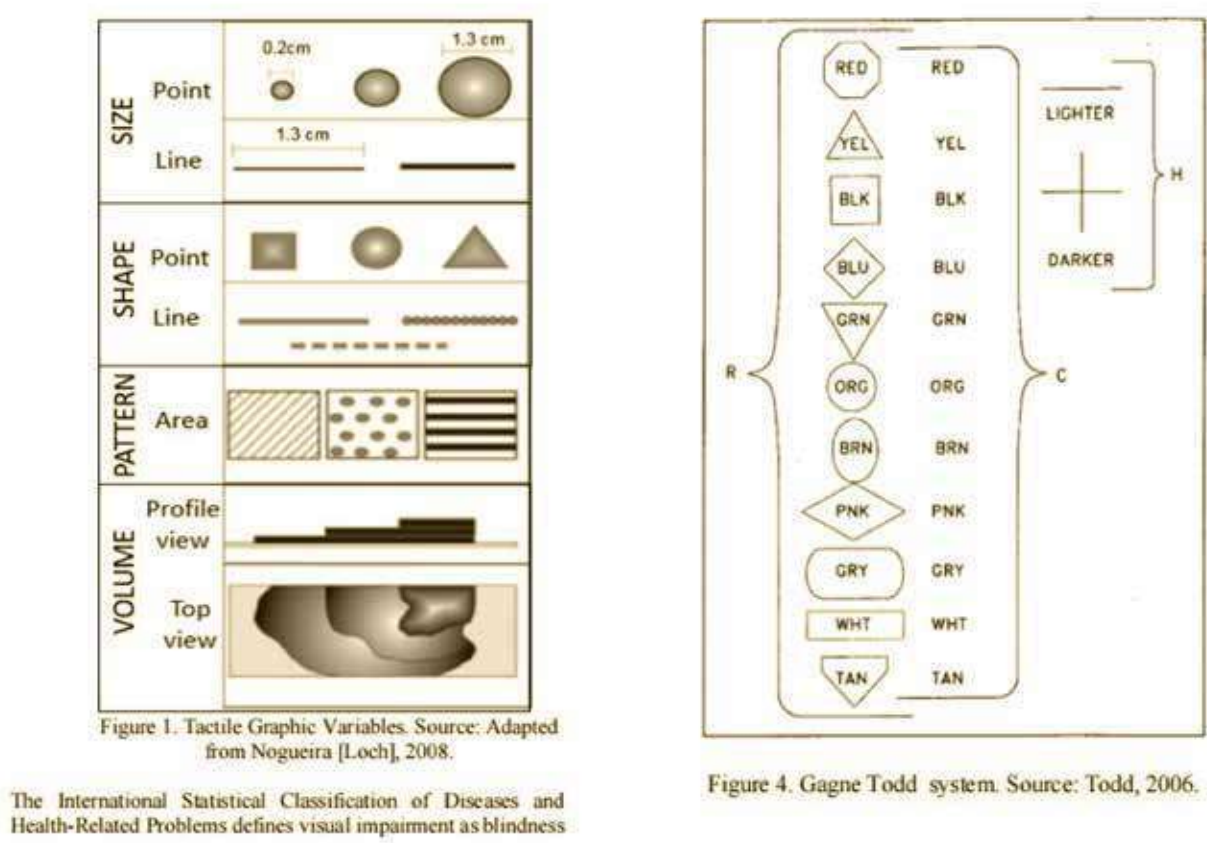 SIZE
Point
0.2cm
1.3 cm
Line
1.3 cm
SHAPE
Point
Line
PATTERN
Area
VOLUME
Profile
view
Top
view
Figure 1. Tactile Graphic Variables. Source: Adapted
from Nogueira [Loch], 2008.
The International Statistical Classification of Diseases and
Health-Related Problems defines visual impairment as blindness
RED RED
YEL YEL
BLK BLK
BLU BLU
GRN GRN
ORG ORG
BRN BRN
PNK PNK
GRY GRY
WHT WHT
TAN TAN
R
C
LIGHTER
DARKER
H
Figure 4. Gagne Todd system. Source: Todd, 2006.